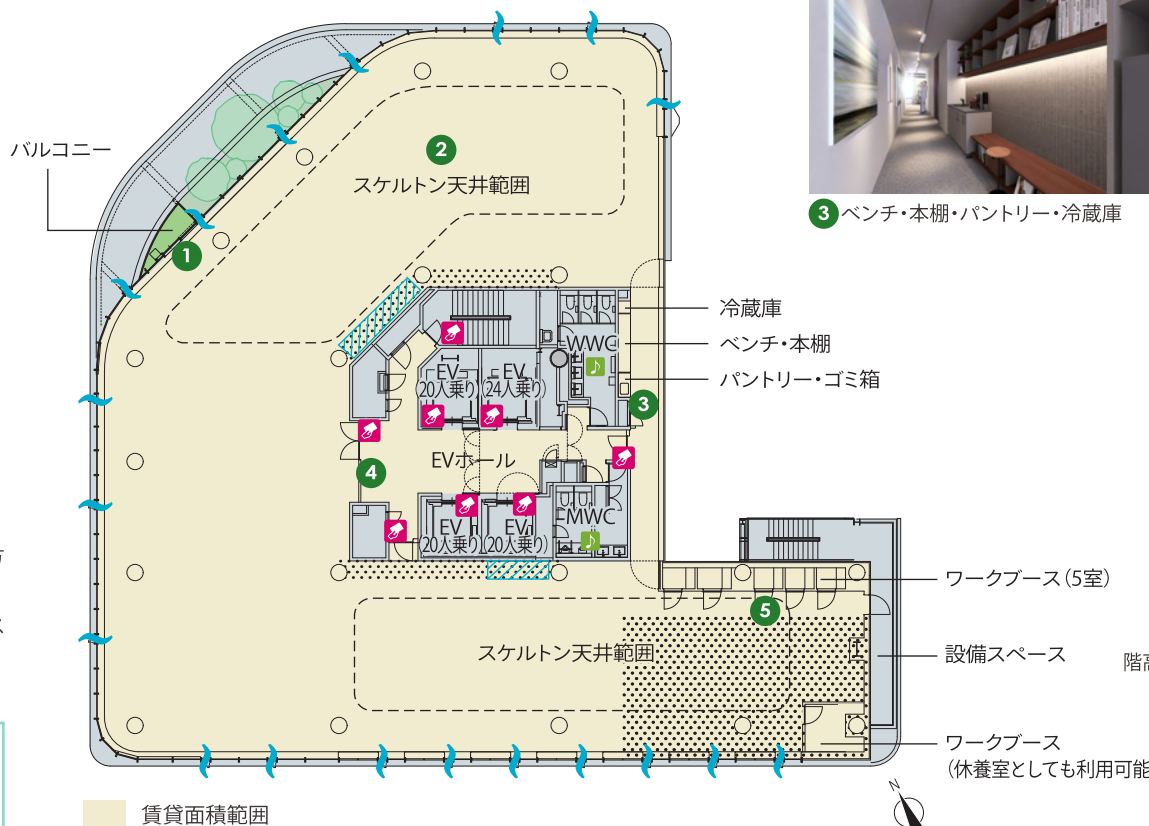 バルコニー
1
2
スケルトン天井範囲
3 ベンチ・本棚・パントリー・冷蔵庫
冷蔵庫
ベンチ・本棚
パントリー・ゴミ箱
WWC
EV
(20人乗り)
EV
(24人乗り)
3
EVホール
4
EV
(20人乗り)
EV
(20人乗り)
MWC
ワークブース(5室)
5
スケルトン天井範囲
設備スペース
階高
ワークブース
(休養室としても利用可能
N
賃貸面積範囲